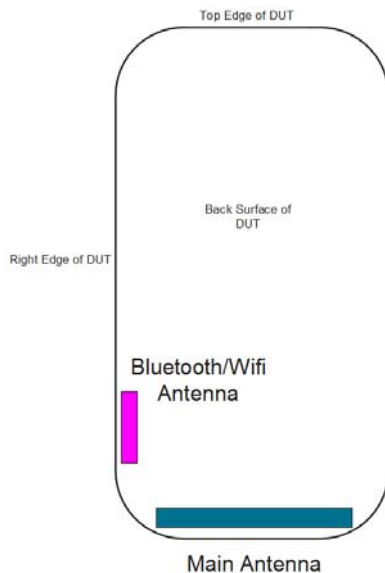 Top Edge of DUT
Back Surface of
DUT
Right Edge of DUT
Bluetooth/Wifi
Antenna
Main Antenna